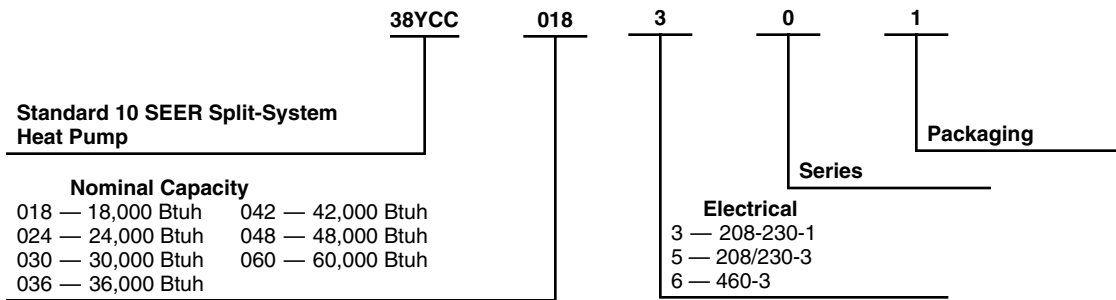 38YCC 018 3 0 1
Standard 10 SEER Split-System
Heat Pump
Packaging
Series
Nominal Capacity
018 — 18,000 Btuh 042 — 42,000 Btuh
024 — 24,000 Btuh 048 — 48,000 Btuh
030 — 30,000 Btuh 060 — 60,000 Btuh
036 — 36,000 Btuh
Electrical
3 — 208-230-1
5 — 208/230-3
6 — 460-3